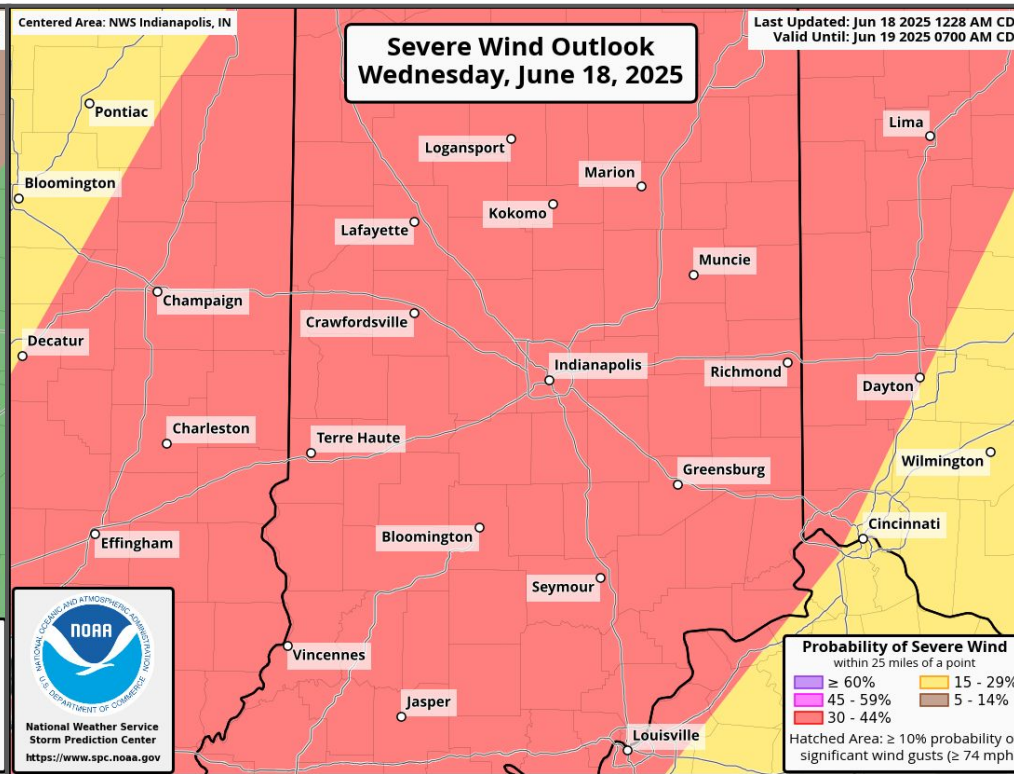 Centered Area: NWS Indianapolis, IN
Severe Wind Outlook
Wednesday, June 18, 2025
Last Updated: Jun 18 2025 1228 AM CD
Valid Until: Jun 19 2025 0700 AM CD
Pontiac
Lima
Logansport
Marion
Bloomington
Kokomo
Lafayette
Muncie
Champaign
Crawfordsville
Decatur
Indianapolis
Richmond
Dayton
Charleston
Terre Haute
Greensburg
Wilmington
Cincinnati
Effingham
Bloomington
Seymour
Vincennes
Jasper
Louisville
NATIONAL OCEANIC AND ATMOSPHERIC ADMINISTRATION
NOAA
U.S. DEPARTMENT OF COMMERCE
National Weather Service
Storm Prediction Center
https://www.spc.noaa.gov
Probability of Severe Wind
within 25 miles of a point
≥ 60%
45 - 59%
30 - 44%
15 - 29%
5 - 14%
Hatched Area: ≥ 10% probability o
significant wind gusts (≥ 74 mph